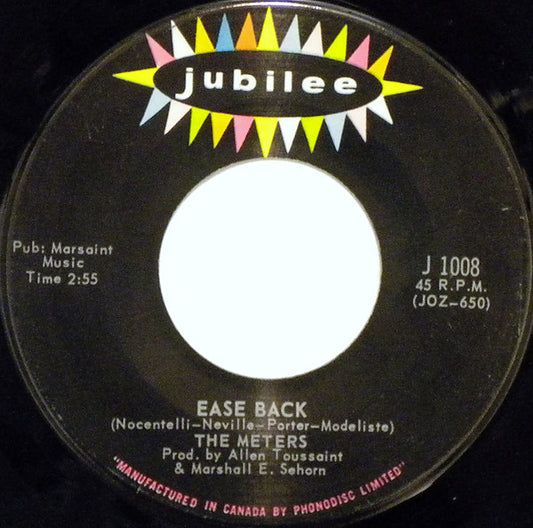 jubilee
Pub: Marsaint
Music
Time 2:55
J 1008
45 R.P.M.
(JOZ-650)
EASE BACK
(Nocentelli-Neville-Porter-Modeliste)
THE METERS
Prod. by Allen Toussaint
& Marshall E. Sehorn
"MANUFACTURED IN CANADA BY PHONODISC LIMITED"